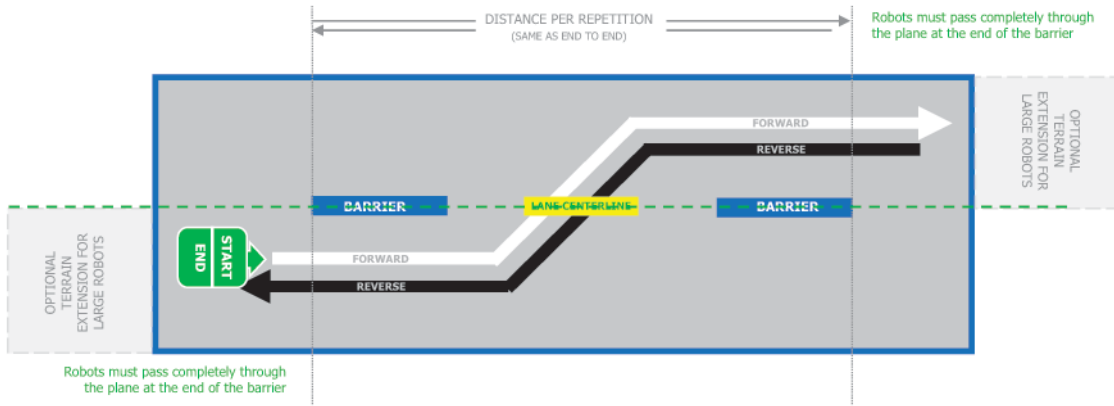 DISTANCE PER REPETITION
(SAME AS END TO END)
Robots must pass completely through
the plane at the end of the barrier
OPTIONAL
TERRAIN
EXTENSION FOR
LARGE ROBOTS
FORWARD
REVERSE
BARRIER
LANE CENTERLINE
BARRIER
START
END
FORWARD
REVERSE
OPTIONAL
TERRAIN
EXTENSION FOR
LARGE ROBOTS
Robots must pass completely through
the plane at the end of the barrier